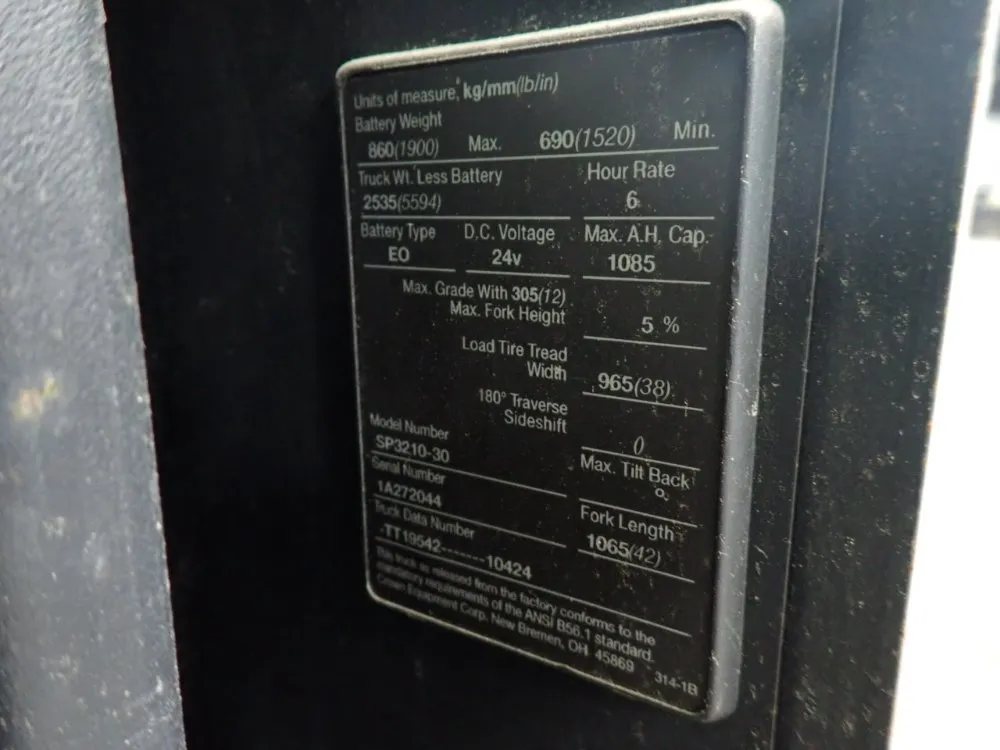 Units of measure, kg/mm(lb/in)
Battery Weight
860(1900) Max. 690(1520) Min.
Truck Wt. Less Battery Hour Rate
2535(5594) 6
Battery Type D.C. Voltage Max. A.H. Cap.
EO 24v 1085
Max. Grade With 305(12)
Max. Fork Height 5 %
Load Tire Tread
Width 965(38)
180° Traverse
Sideshift 0
Model Number
SP3210-30
Max. Tilt Back
°
Serial Number
1A272044
Fork Length
1065(42)
Truck Data Number
-TT19542-------10424
This truck as released from the factory conforms to the
mandatory requirements of the ANSI B56.1 standard.
Crown Equipment Corp. New Bremen, OH 45869
314-1B